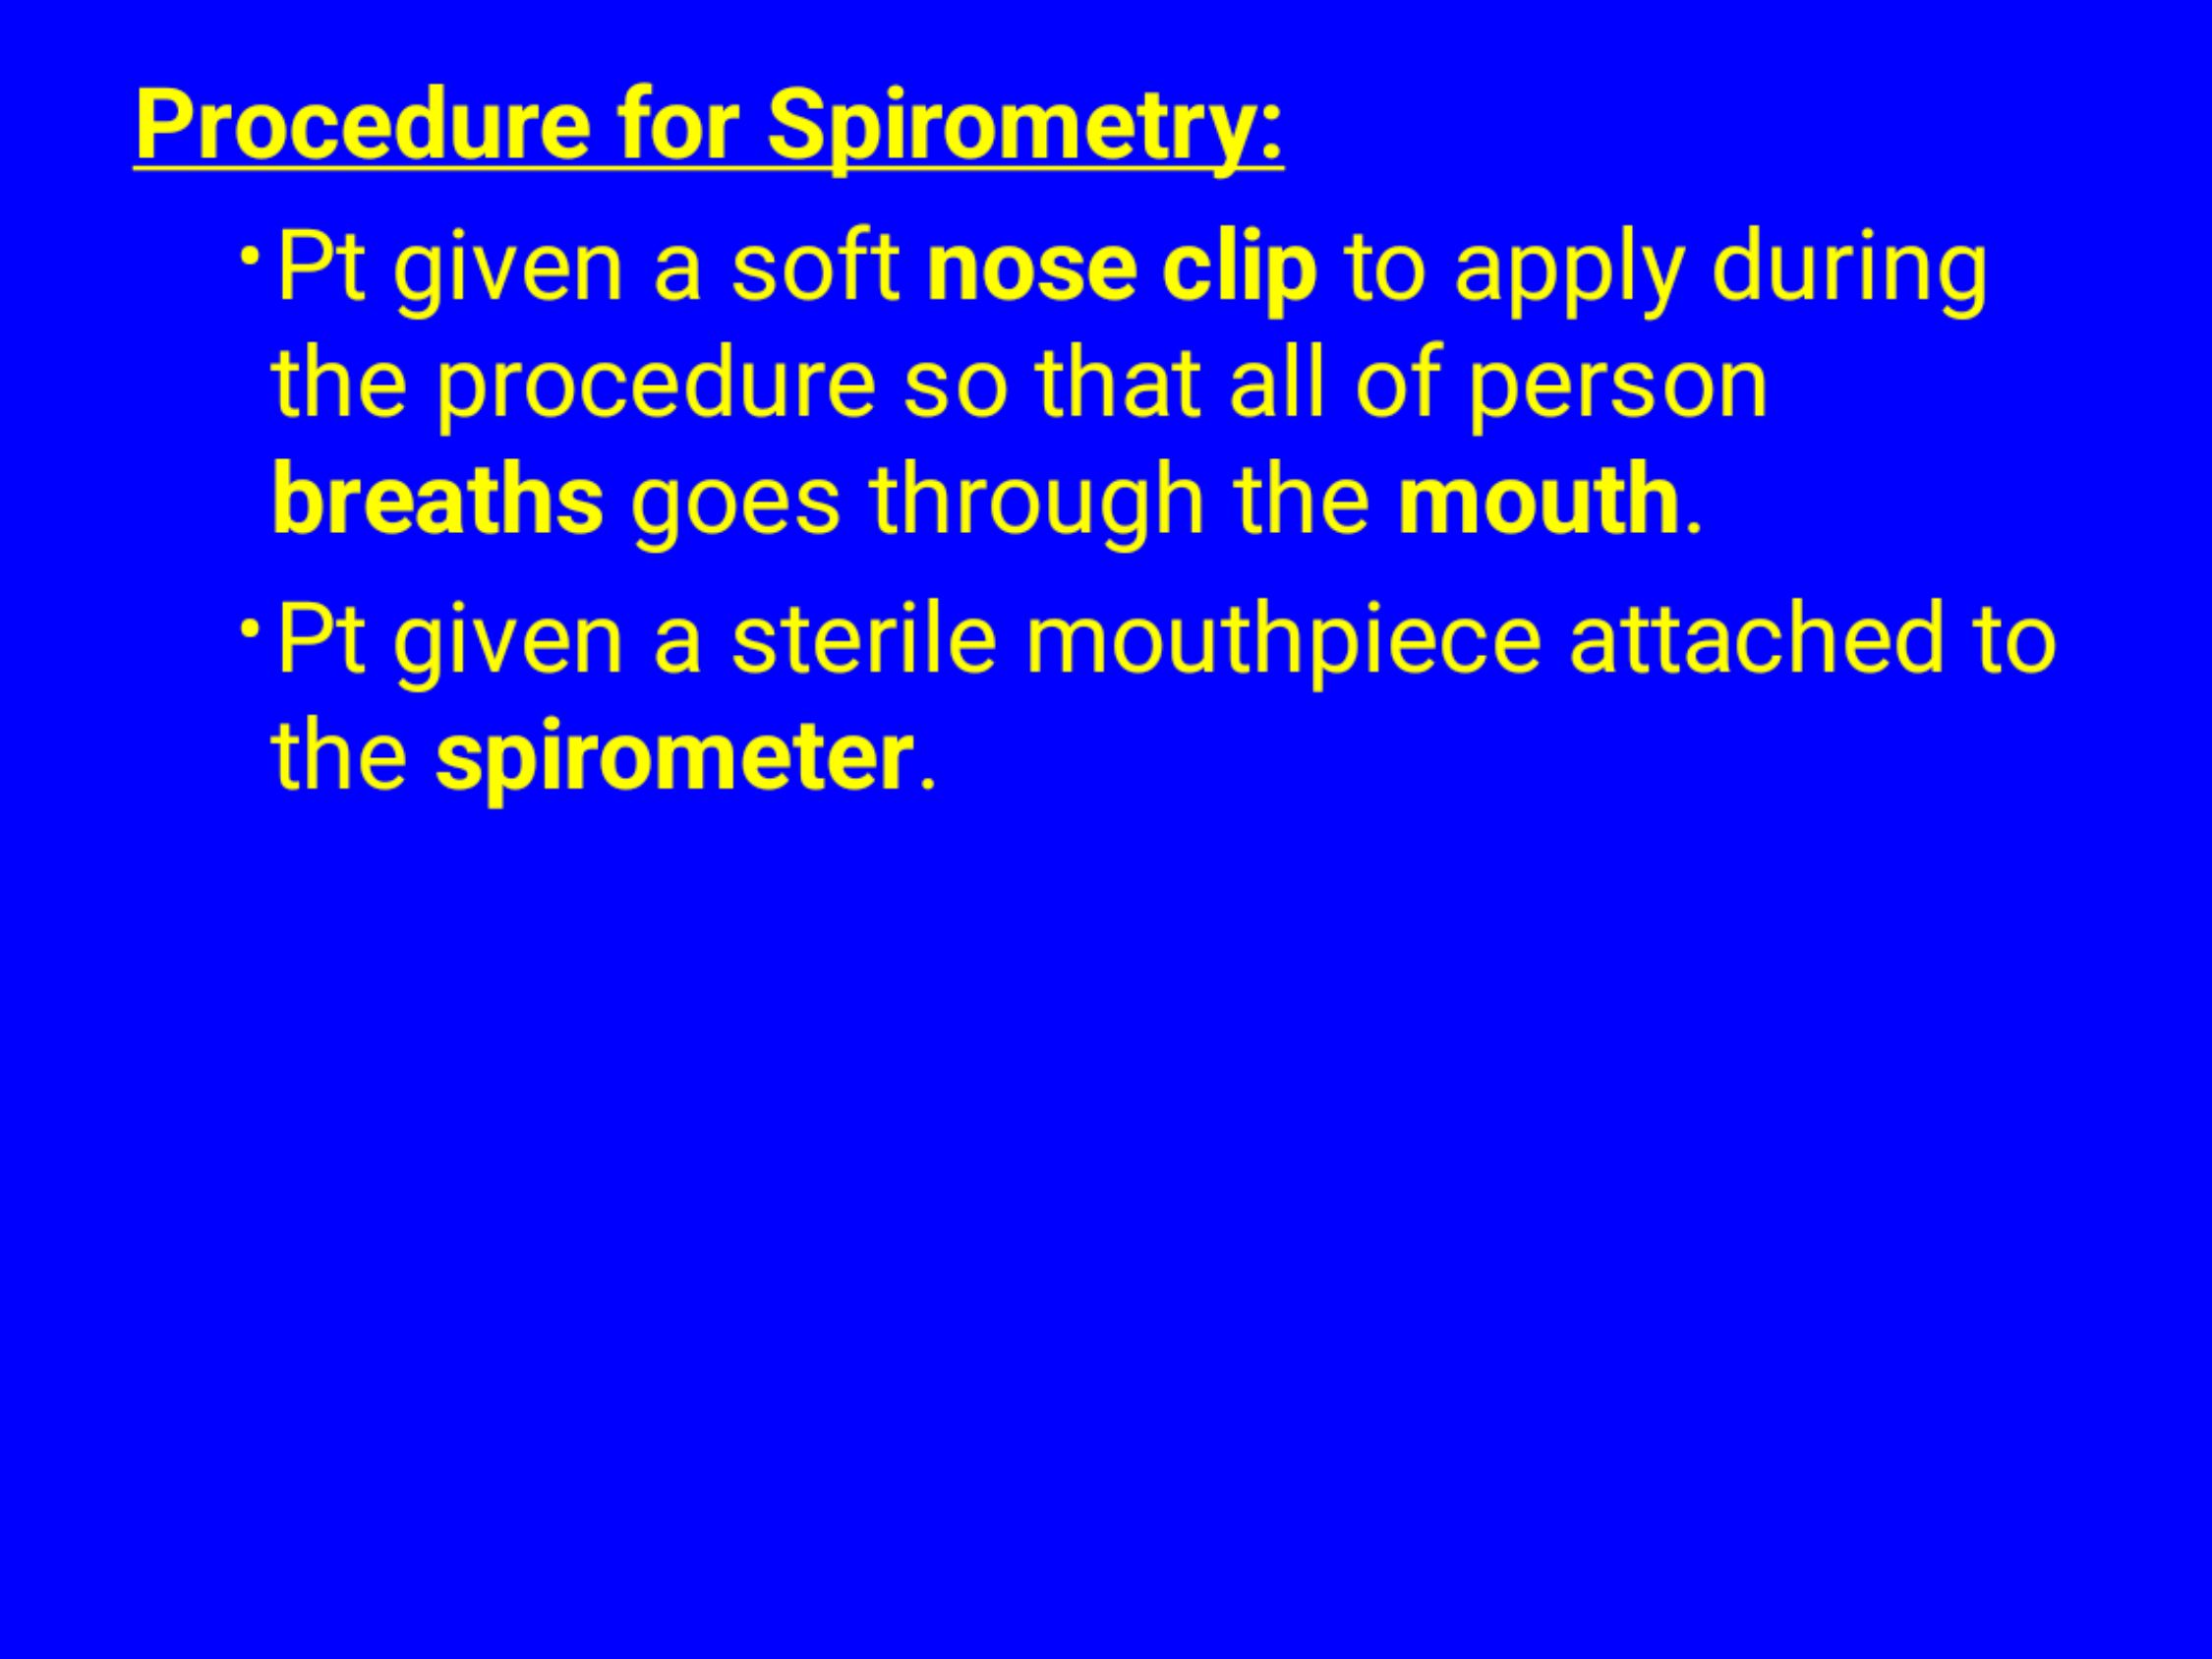 Procedure for Spirometry:
• Pt given a soft nose clip to apply during
the procedure so that all of person
breaths goes through the mouth.
• Pt given a sterile mouthpiece attached to
the spirometer.